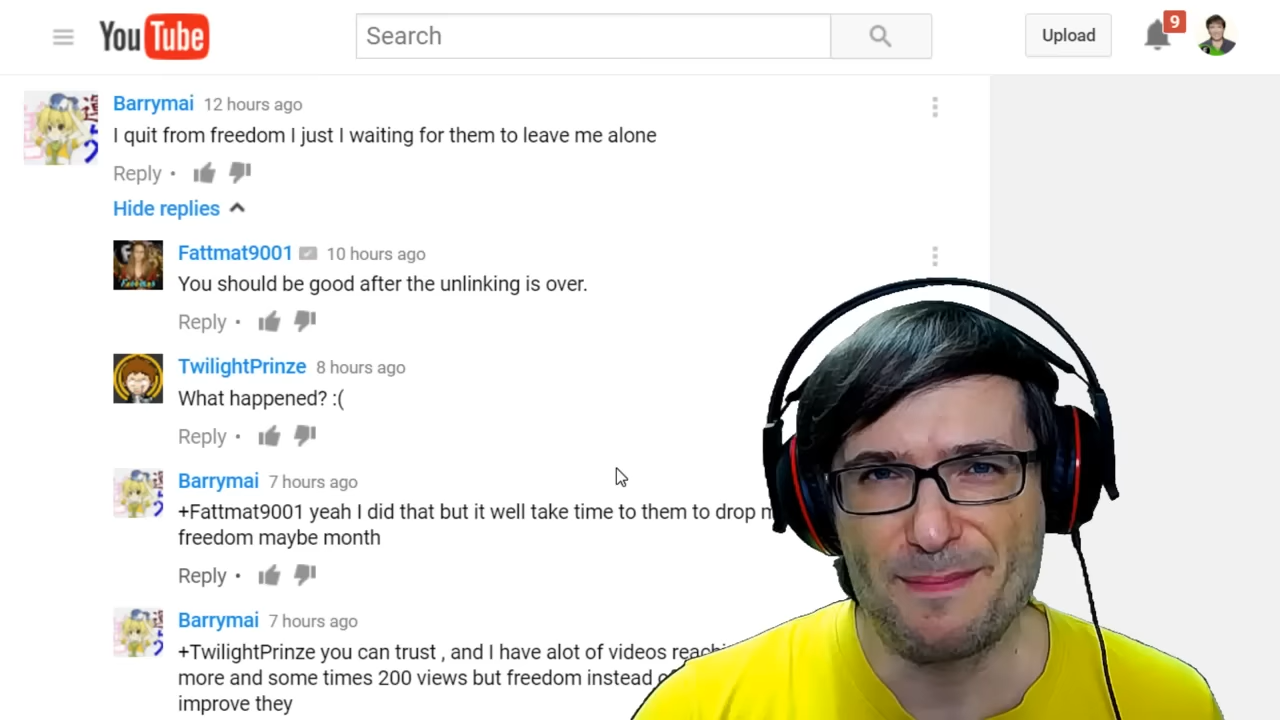 YouTube
Search
Upload
9
Barrymai 12 hours ago
I quit from freedom I just I waiting for them to leave me alone
Reply •
Hide replies
Fattmat9001 10 hours ago
You should be good after the unlinking is over.
Reply •
TwilightPrinze 8 hours ago
What happened? :(
Reply •
Barrymai 7 hours ago
+Fattmat9001 yeah I did that but it well take time to them to drop
freedom maybe month
Reply •
Barrymai 7 hours ago
+TwilightPrinze you can trust , and I have alot of videos
more and some times 200 views but freedom instead
improve they